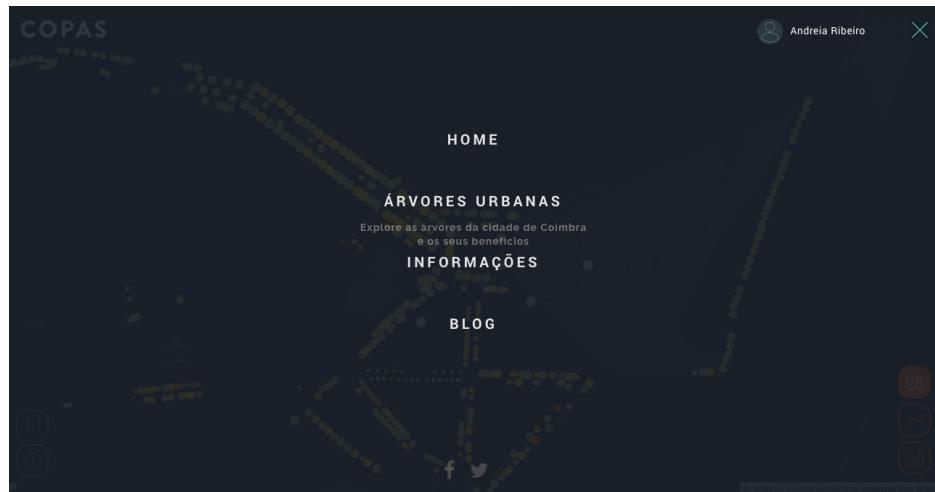 COPAS
Andreia Ribeiro
HOME
ÁRVORES URBANAS
Explore as árvores da cidade de Coimbra
e os seus benefícios
INFORMAÇÕES
BLOG